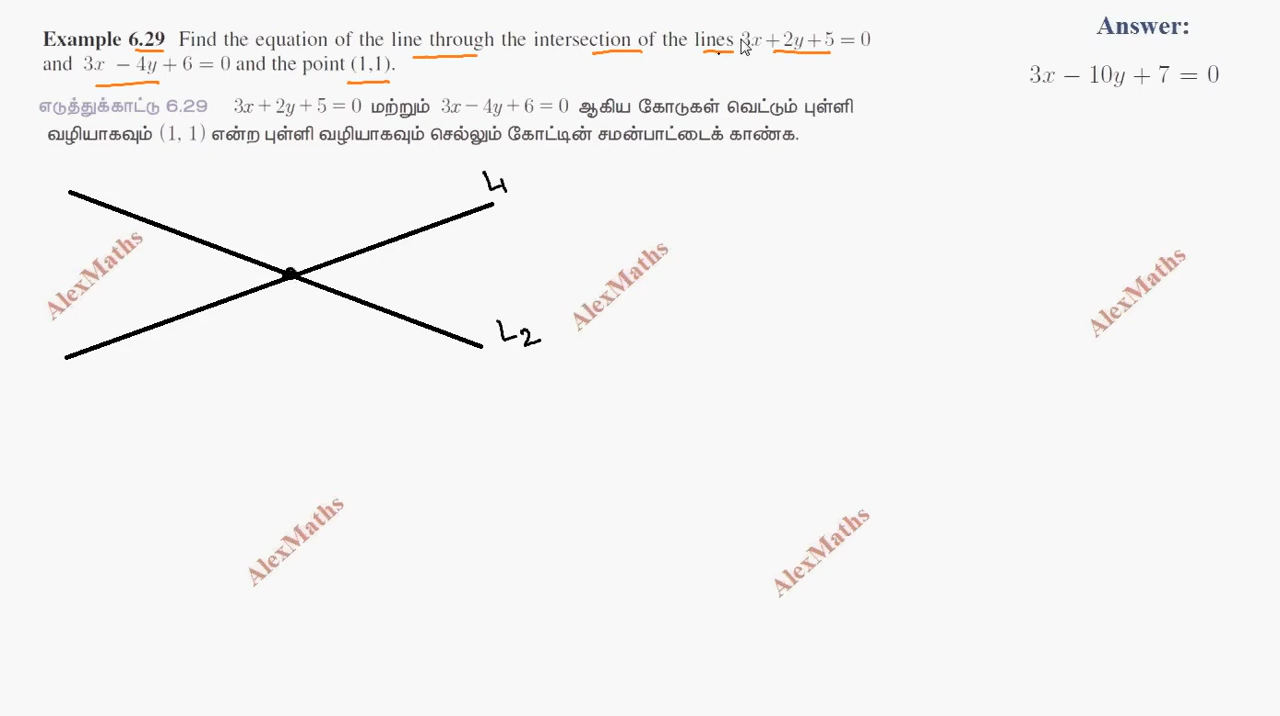 Example 6.29 Find the equation of the line through the intersection of the lines 3x + 2y + 5 = 0
and 3x − 4y + 6 = 0 and the point (1,1).
எடுத்துக்காட்டு 6.29 3x + 2y + 5 = 0 மற்றும் 3x − 4y + 6 = 0 ஆகிய கோடுகள் வெட்டும் புள்ளி
வழியாகவும் (1, 1) என்ற புள்ளி வழியாகவும் செல்லும் கோட்டின் சமன்பாட்டைக் காண்க.
Answer:
3x − 10y + 7 = 0
L1
L2
AlexMaths
AlexMaths
AlexMaths
AlexMaths
AlexMaths